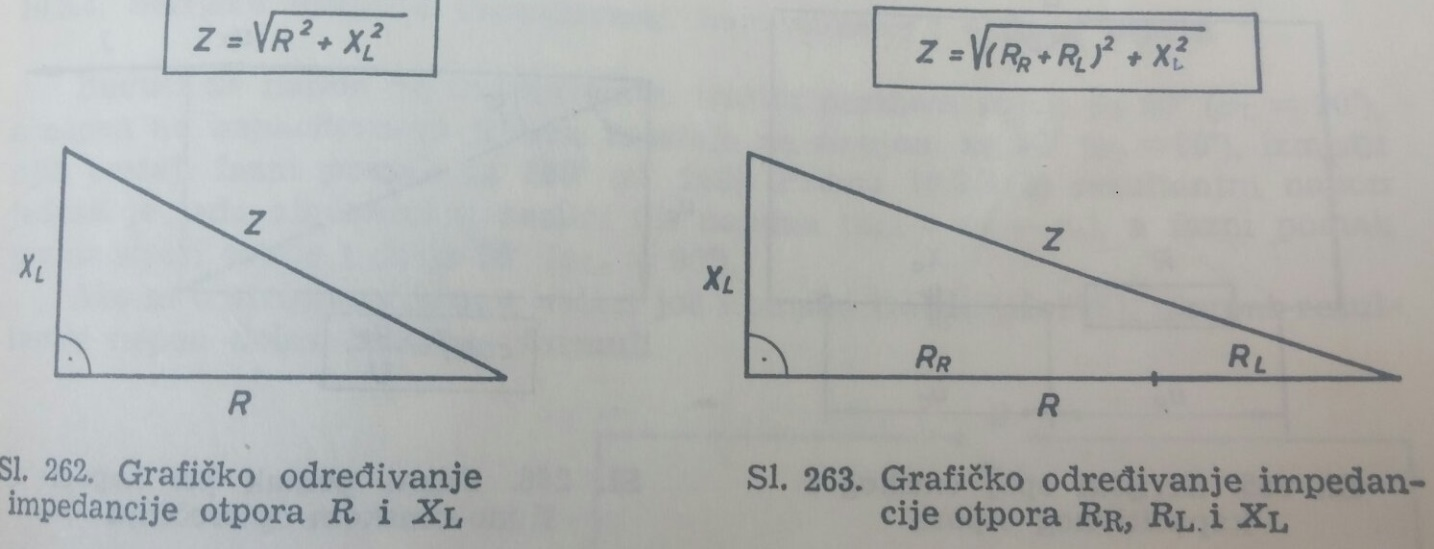 Z = √R² + X_L²
X_L
Z
R
Sl. 262. Grafičko određivanje
impedancije otpora R i X_L
Z = √(R_R + R_L)² + X_L²
X_L
Z
R_R
R_L
R
Sl. 263. Grafičko određivanje impedan-
cije otpora R_R, R_L i X_L